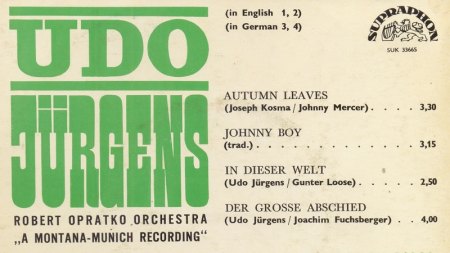 UDO
JÜRGENS
ROBERT OPRATKO ORCHESTRA
„A MONTANA-MUNICH RECORDING"
(in English 1, 2)
(in German 3, 4)
SUPRAPHON
SUK 33665
AUTUMN LEAVES
(Joseph Kosma / Johnny Mercer) . . . . 3,30
JOHNNY BOY
(trad.) . . . . . . . . . . . . . 3,15
IN DIESER WELT
(Udo Jürgens / Gunter Loose) . . . . . 2,50
DER GROSSE ABSCHIED
(Udo Jürgens / Joachim Fuchsberger) . . 4,00